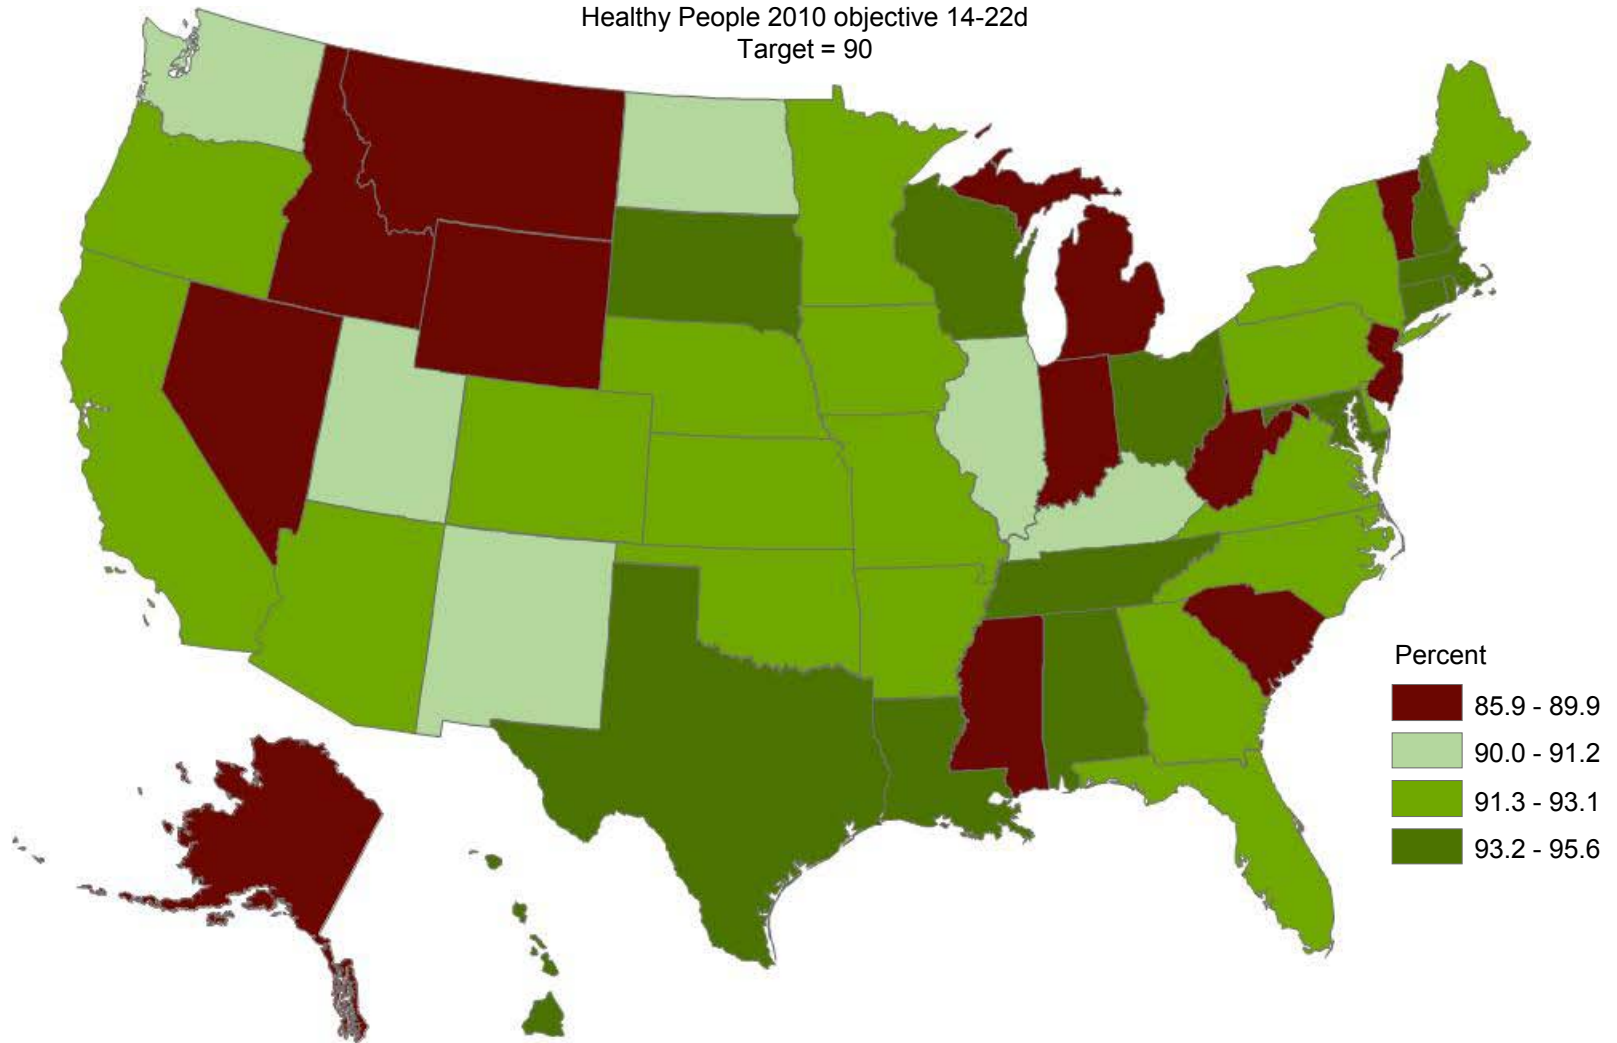 Healthy People 2010 objective 14-22d
Target = 90
Percent
85.9 - 89.9
90.0 - 91.2
91.3 - 93.1
93.2 - 95.6